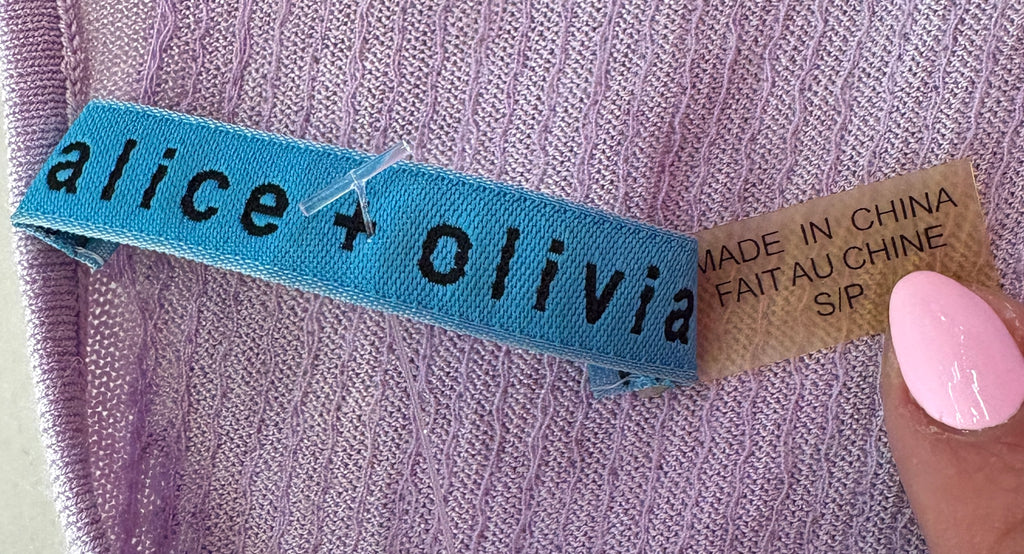 alice + olivia
MADE IN CHINA
FAIT AU CHINE
S/P